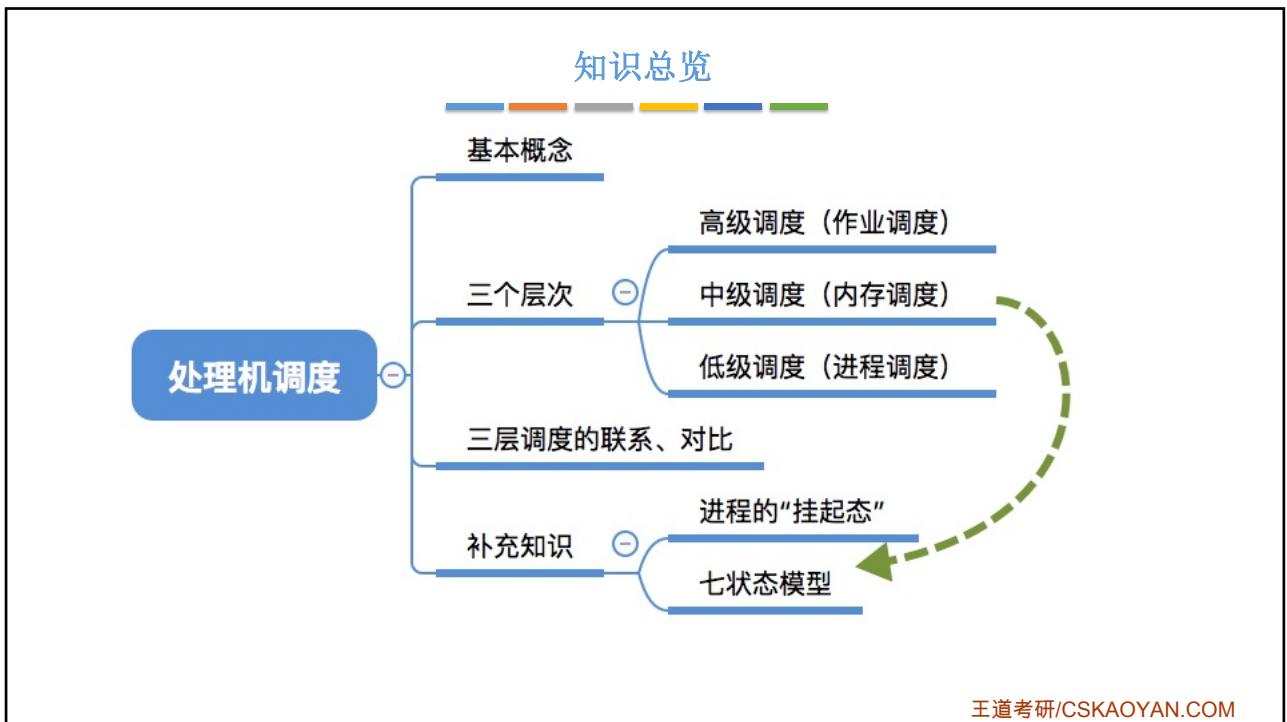 知识总览
基本概念
高级调度（作业调度）
三个层次
中级调度（内存调度）
低级调度（进程调度）
处理机调度
三层调度的联系、对比
进程的“挂起态”
补充知识
七状态模型
王道考研/CSKAOYAN.COM